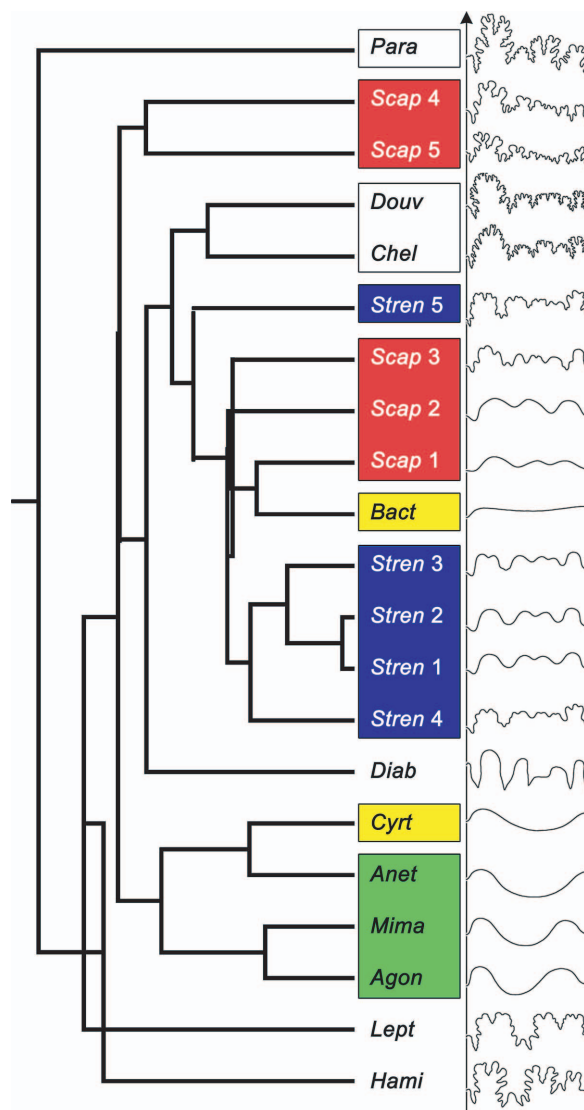 Para
Scap 4
Scap 5
Douv
Chel
Stren 5
Scap 3
Scap 2
Scap 1
Bact
Stren 3
Stren 2
Stren 1
Stren 4
Diab
Cyrt
Anet
Mima
Agon
Lept
Hami